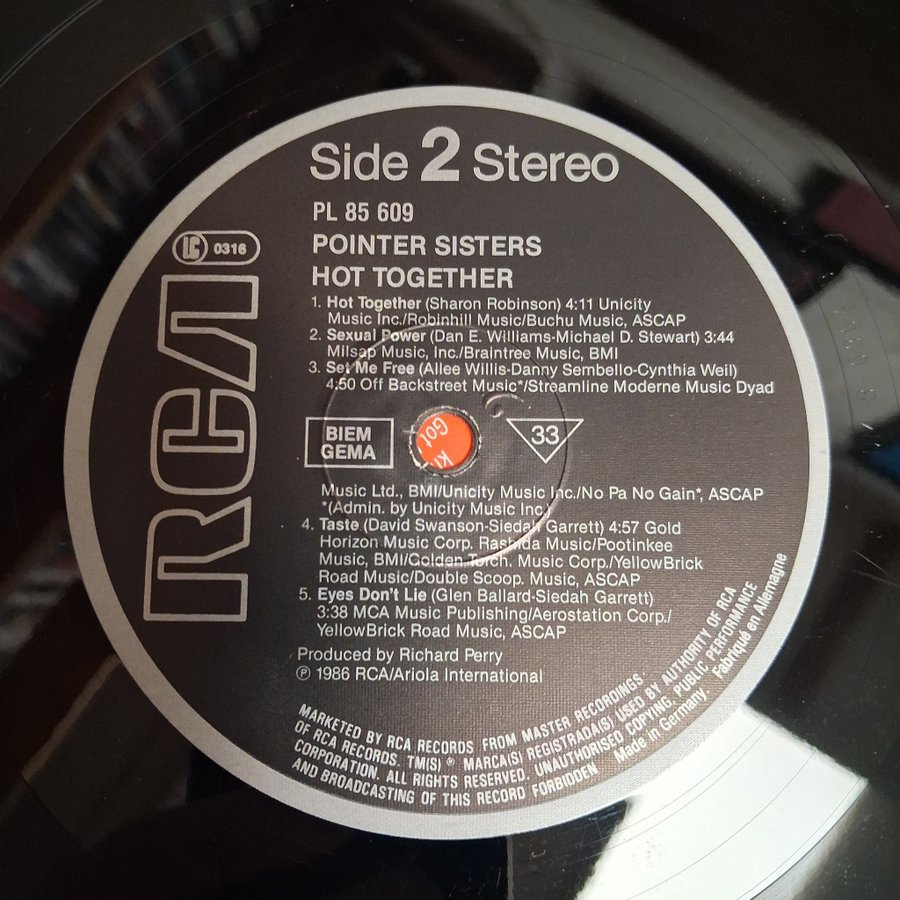 Side 2 Stereo
PL 85 609
LC 0316
POINTER SISTERS
HOT TOGETHER
1. Hot Together (Sharon Robinson) 4:11 Unicity
Music Inc./Robinhill Music/Buchu Music, ASCAP
2. Sexual Power (Dan E. Williams-Michael D. Stewart) 3:44
Milsap Music, Inc./Braintree Music, BMI
3. Set Me Free (Allee Willis-Danny Sembello-Cynthia Weil)
4:50 Off Backstreet Music*/Streamline Moderne Music Dyad
RCA
BIEM
GEMA
Got
33
Music Ltd., BMI/Unicity Music Inc./No Pa No Gain*, ASCAP
*(Admin. by Unicity Music Inc.)
4. Taste (David Swanson-Siedah Garrett) 4:57 Gold
Horizon Music Corp. Rashida Music/Pootinkee
Music, BMI/Golden Torch. Music Corp./YellowBrick
Road Music/Double Scoop. Music, ASCAP
5. Eyes Don't Lie (Glen Ballard-Siedah Garrett)
3:38 MCA Music Publishing/Aerostation Corp./
YellowBrick Road Music, ASCAP
Produced by Richard Perry
℗ 1986 RCA/Ariola International
MARKETED BY RCA RECORDS FROM MASTER RECORDINGS
OF RCA RECORDS. TM(S) ® MARCA(S) REGISTRADA(S) USED BY AUTHORITY OF RCA
CORPORATION. ALL RIGHTS RESERVED. UNAUTHORISED COPYING, PUBLIC PERFORMANCE
AND BROADCASTING OF THIS RECORD FORBIDDEN Made in Germany. Fabriqué en Allemagne